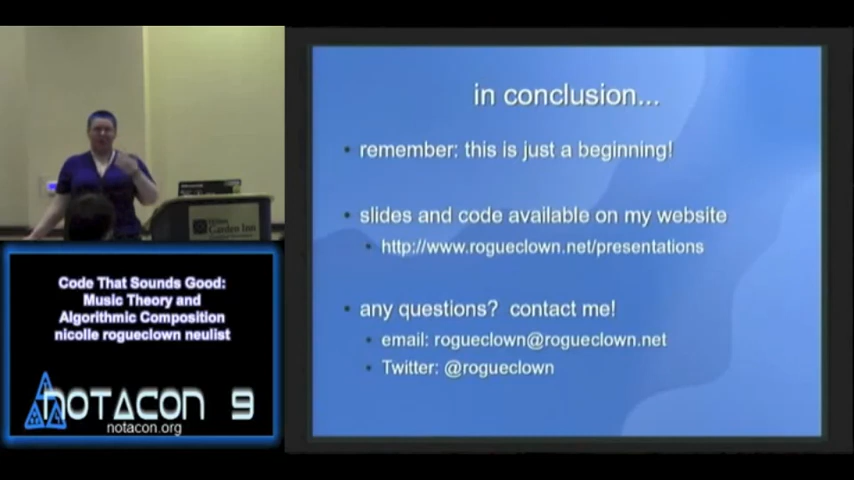 in conclusion...
remember: this is just a beginning!
slides and code available on my website
http://www.rogueclown.net/presentations
any questions? contact me!
email: rogueclown@rogueclown.net
Twitter: @rogueclown
Garden Inn
Code That Sounds Good:
Music Theory and
Algorithmic Composition
nicolle rogueclown neulist
NOTACON 9
notacon.org